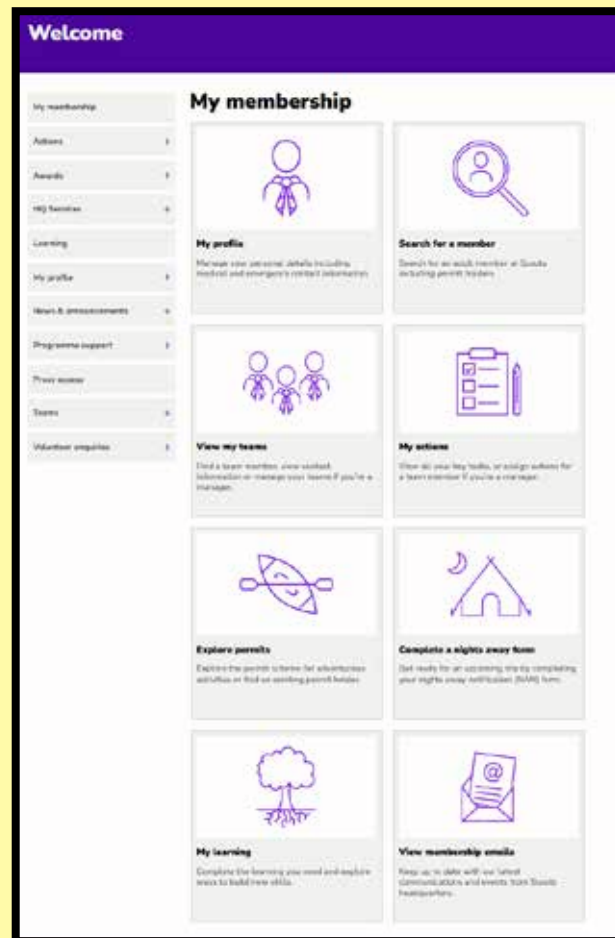 Welcome
My membership
Actions
Awards
HQ Services
Learning
My profile
News & announcements
Programme support
Press queries
Teams
Volunteer enquiries
My membership
My profile
Manage your personal details including
medical and emergency contact information.
Search for a member
Search for an adult member at Scouts
including permit holders.
View my teams
Find a team member, view contact
information or manage your teams if you're a
manager.
My actions
View do your key tasks, or assign actions for
a team member if you're a manager.
Explore permits
Explore the permit scheme for adventurous
activities or find an existing permit holder.
Complete a nights away form
Get ready for an upcoming trip by completing
your nights away notification (NAN) form.
My learning
Complete the learning you need and explore
ways to build new skills.
View membership emails
Keep up to date with our latest
communications and events from Scouts
headquarters.